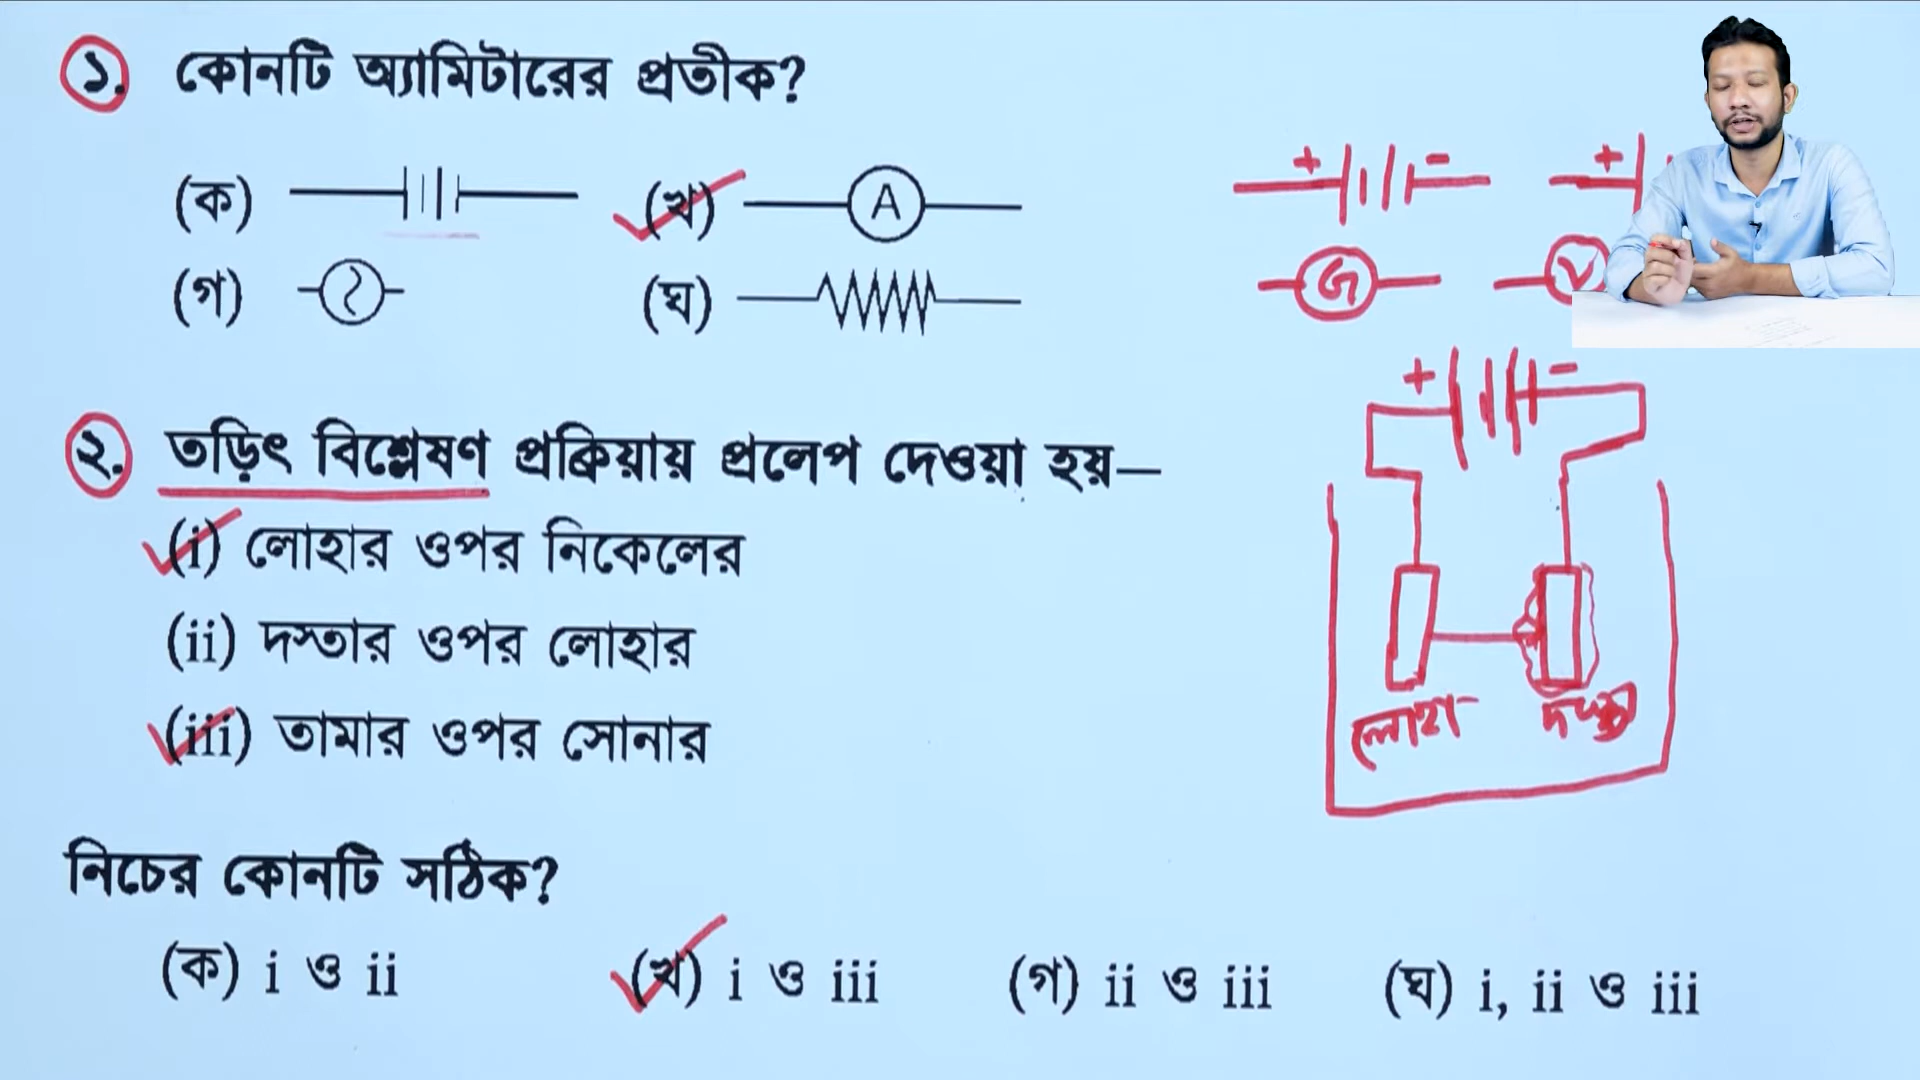 ১. কোনটি অ্যামিটারের প্রতীক?
(ক) (খ) A
(গ) (ঘ)
+ - +
G V
২. তড়িৎ বিশ্লেষণ প্রক্রিয়ায় প্রলেপ দেওয়া হয়—
(i) লোহার ওপর নিকেলের
(ii) দস্তার ওপর লোহার
(iii) তামার ওপর সোনার
+ -
লোহা দস্তা
নিচের কোনটি সঠিক?
(ক) i ও ii (খ) i ও iii (গ) ii ও iii (ঘ) i, ii ও iii